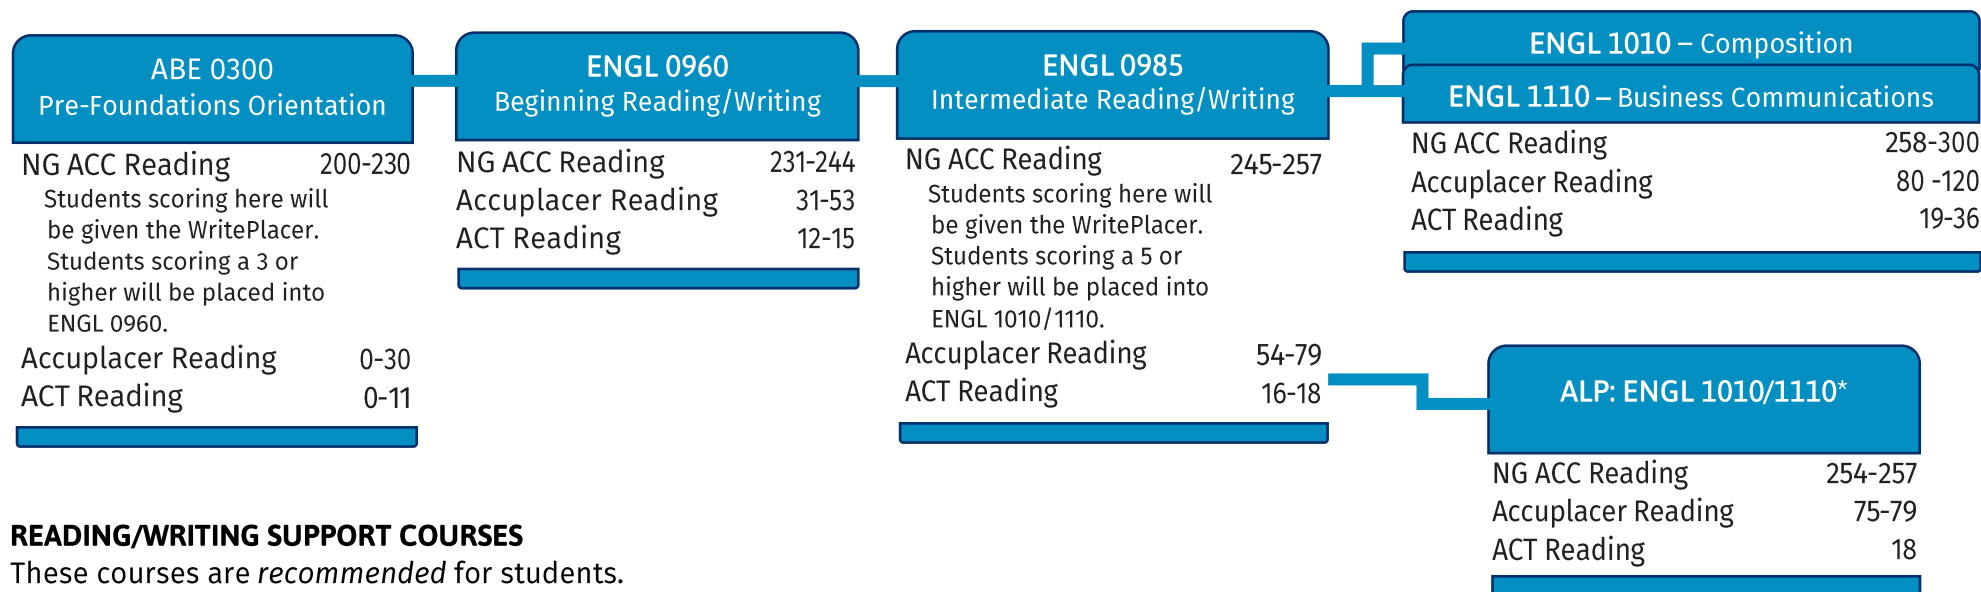 ABE 0300
Pre-Foundations Orientation
NG ACC Reading 200-230
Students scoring here will
be given the WritePlacer.
Students scoring a 3 or
higher will be placed into
ENGL 0960.
Accuplacer Reading 0-30
ACT Reading 0-11
ENGL 0960
Beginning Reading/Writing
NG ACC Reading 231-244
Accuplacer Reading 31-53
ACT Reading 12-15
ENGL 0985
Intermediate Reading/Writing
NG ACC Reading 245-257
Students scoring here will
be given the WritePlacer.
Students scoring a 5 or
higher will be placed into
ENGL 1010/1110.
Accuplacer Reading 54-79
ACT Reading 16-18
ENGL 1010 – Composition
ENGL 1110 – Business Communications
NG ACC Reading 258-300
Accuplacer Reading 80 -120
ACT Reading 19-36
ALP: ENGL 1010/1110*
NG ACC Reading 254-257
Accuplacer Reading 75-79
ACT Reading 18
READING/WRITING SUPPORT COURSES
These courses are recommended for students.